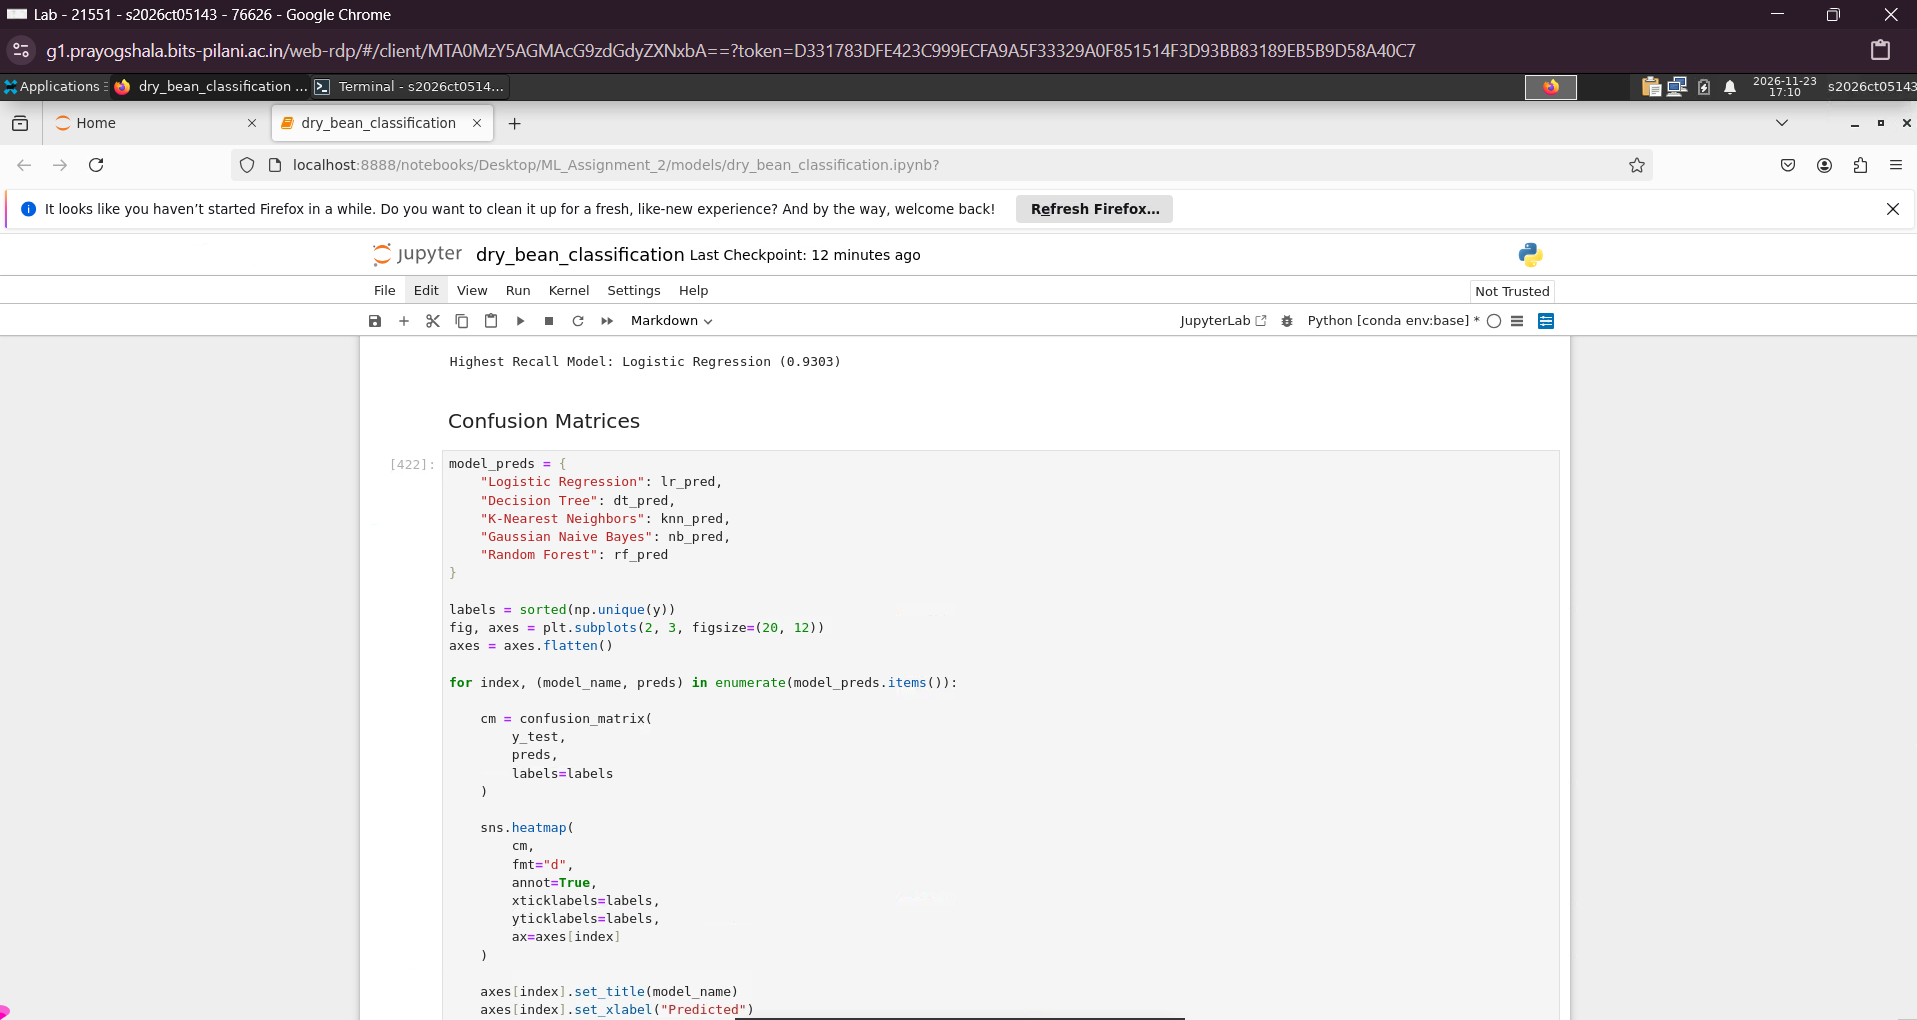 Lab - 21551 - s2026ct05143 - 76626 - Google Chrome
g1.prayogshala.bits-pilani.ac.in/web-rdp/#/client/MTA0MzY5AGMAcG9zdGdyZXNxbA==?token=D331783DFE423C999ECFA9A5F33329A0F851514F3D93BB83189EB5B9D58A40C7
Applications dry_bean_classification ... Terminal - s2026ct0514... 2026-11-23 s2026ct05143
17:10
Home dry_bean_classification
localhost:8888/notebooks/Desktop/ML_Assignment_2/models/dry_bean_classification.ipynb?
It looks like you haven’t started Firefox in a while. Do you want to clean it up for a fresh, like-new experience? And by the way, welcome back! Refresh Firefox...
jupyter dry_bean_classification Last Checkpoint: 12 minutes ago
File Edit View Run Kernel Settings Help Not Trusted
Markdown JupyterLab Python [conda env:base] *
Highest Recall Model: Logistic Regression (0.9303)
Confusion Matrices
[422]: model_preds = {
"Logistic Regression": lr_pred,
"Decision Tree": dt_pred,
"K-Nearest Neighbors": knn_pred,
"Gaussian Naive Bayes": nb_pred,
"Random Forest": rf_pred
}
labels = sorted(np.unique(y))
fig, axes = plt.subplots(2, 3, figsize=(20, 12))
axes = axes.flatten()
for index, (model_name, preds) in enumerate(model_preds.items()):
cm = confusion_matrix(
y_test,
preds,
labels=labels
)
sns.heatmap(
cm,
fmt="d",
annot=True,
xticklabels=labels,
yticklabels=labels,
ax=axes[index]
)
axes[index].set_title(model_name)
axes[index].set_xlabel("Predicted")